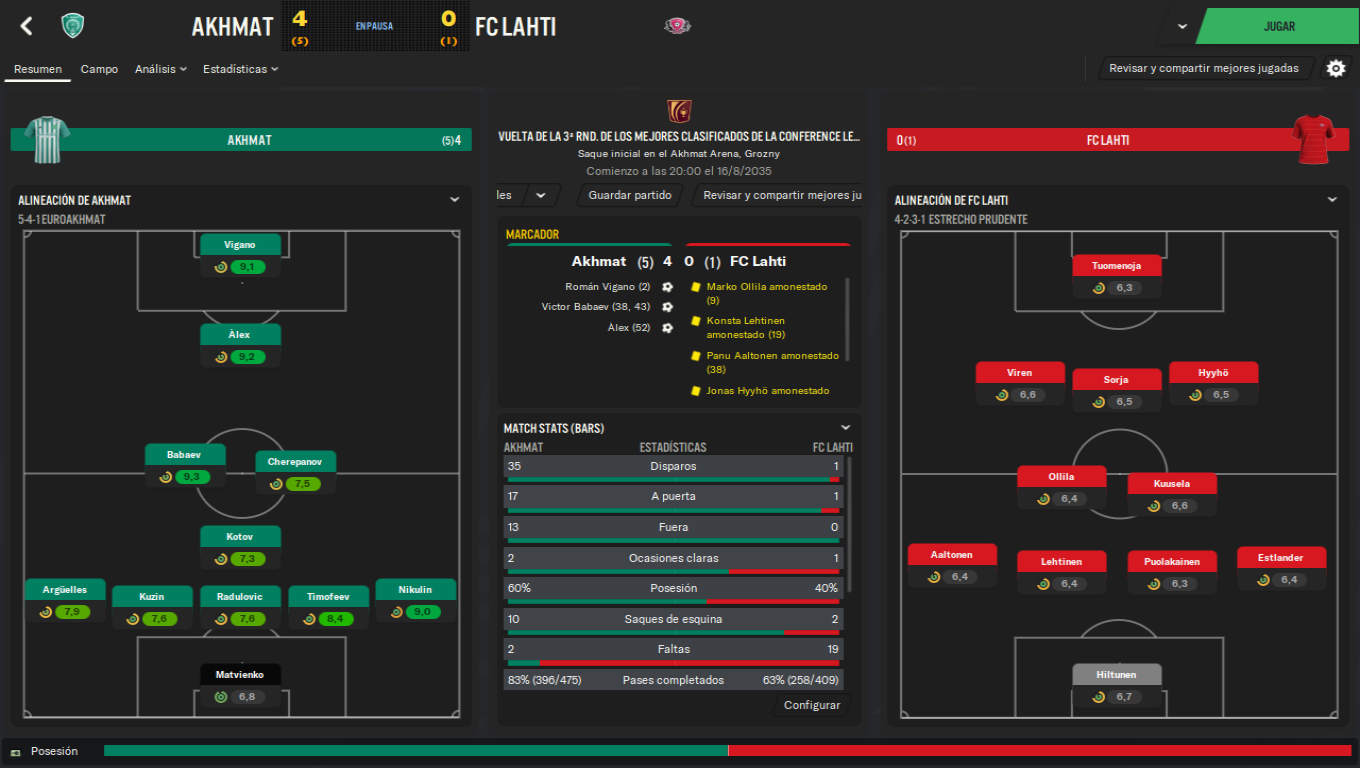 AKHMAT
4
(5)
EN PAUSA
0
(1)
FC LAHTI
JUGAR
Resumen Campo Análisis Estadísticas
Revisar y compartir mejores jugadas
AKHMAT (5)4
VUELTA DE LA 3ª RND. DE LOS MEJORES CLASIFICADOS DE LA CONFERENCE LE...
Saque inicial en el Akhmat Arena, Grozny
Comienzo a las 20:00 el 16/8/2035
les Guardar partido Revisar y compartir mejores ju
0(1) FC LAHTI
ALINEACIÓN DE AKHMAT
5-4-1 EUROAKHMAT
Vigano
9,1
Àlex
9,2
Babaev
9,3
Cherepanov
7,5
Kotov
7,3
Argüelles
7,9
Kuzin
7,6
Radulovic
7,6
Timofeev
8,4
Nikulin
9,0
Matvienko
6,8
MARCADOR
Akhmat (5) 4 0 (1) FC Lahti
Román Vigano (2)
Victor Babaev (38, 43)
Àlex (52)
Marko Ollila amonestado
(9)
Konsta Lehtinen
amonestado (19)
Panu Aaltonen amonestado
(38)
Jonas Hyyhö amonestado
MATCH STATS (BARS)
AKHMAT ESTADÍSTICAS FC LAHTI
35 Disparos 1
17 A puerta 1
13 Fuera 0
2 Ocasiones claras 1
60% Posesión 40%
10 Saques de esquina 2
2 Faltas 19
83% (396/475) Pases completados 63% (258/409)
Configurar
ALINEACIÓN DE FC LAHTI
4-2-3-1 ESTRECHO PRUDENTE
Tuomenoja
6,3
Viren
6,6
Sorja
6,5
Hyyhö
6,5
Ollila
6,4
Kuusela
6,6
Aaltonen
6,4
Lehtinen
6,4
Puolakainen
6,3
Estlander
6,4
Hiltunen
6,7
Posesión